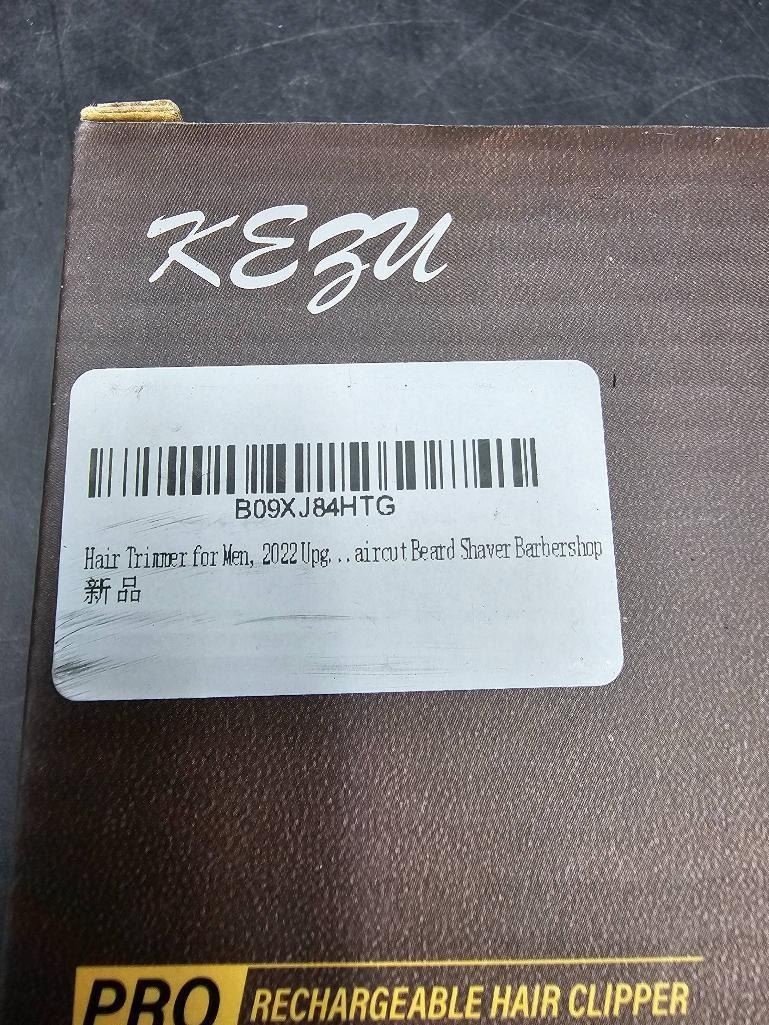 KEZU
B09XJ84HTG
Hair Trimmer for Men, 2022 Upg...aircut Beard Shaver Barbershop
新品
PRO RECHARGEABLE HAIR CLIPPER